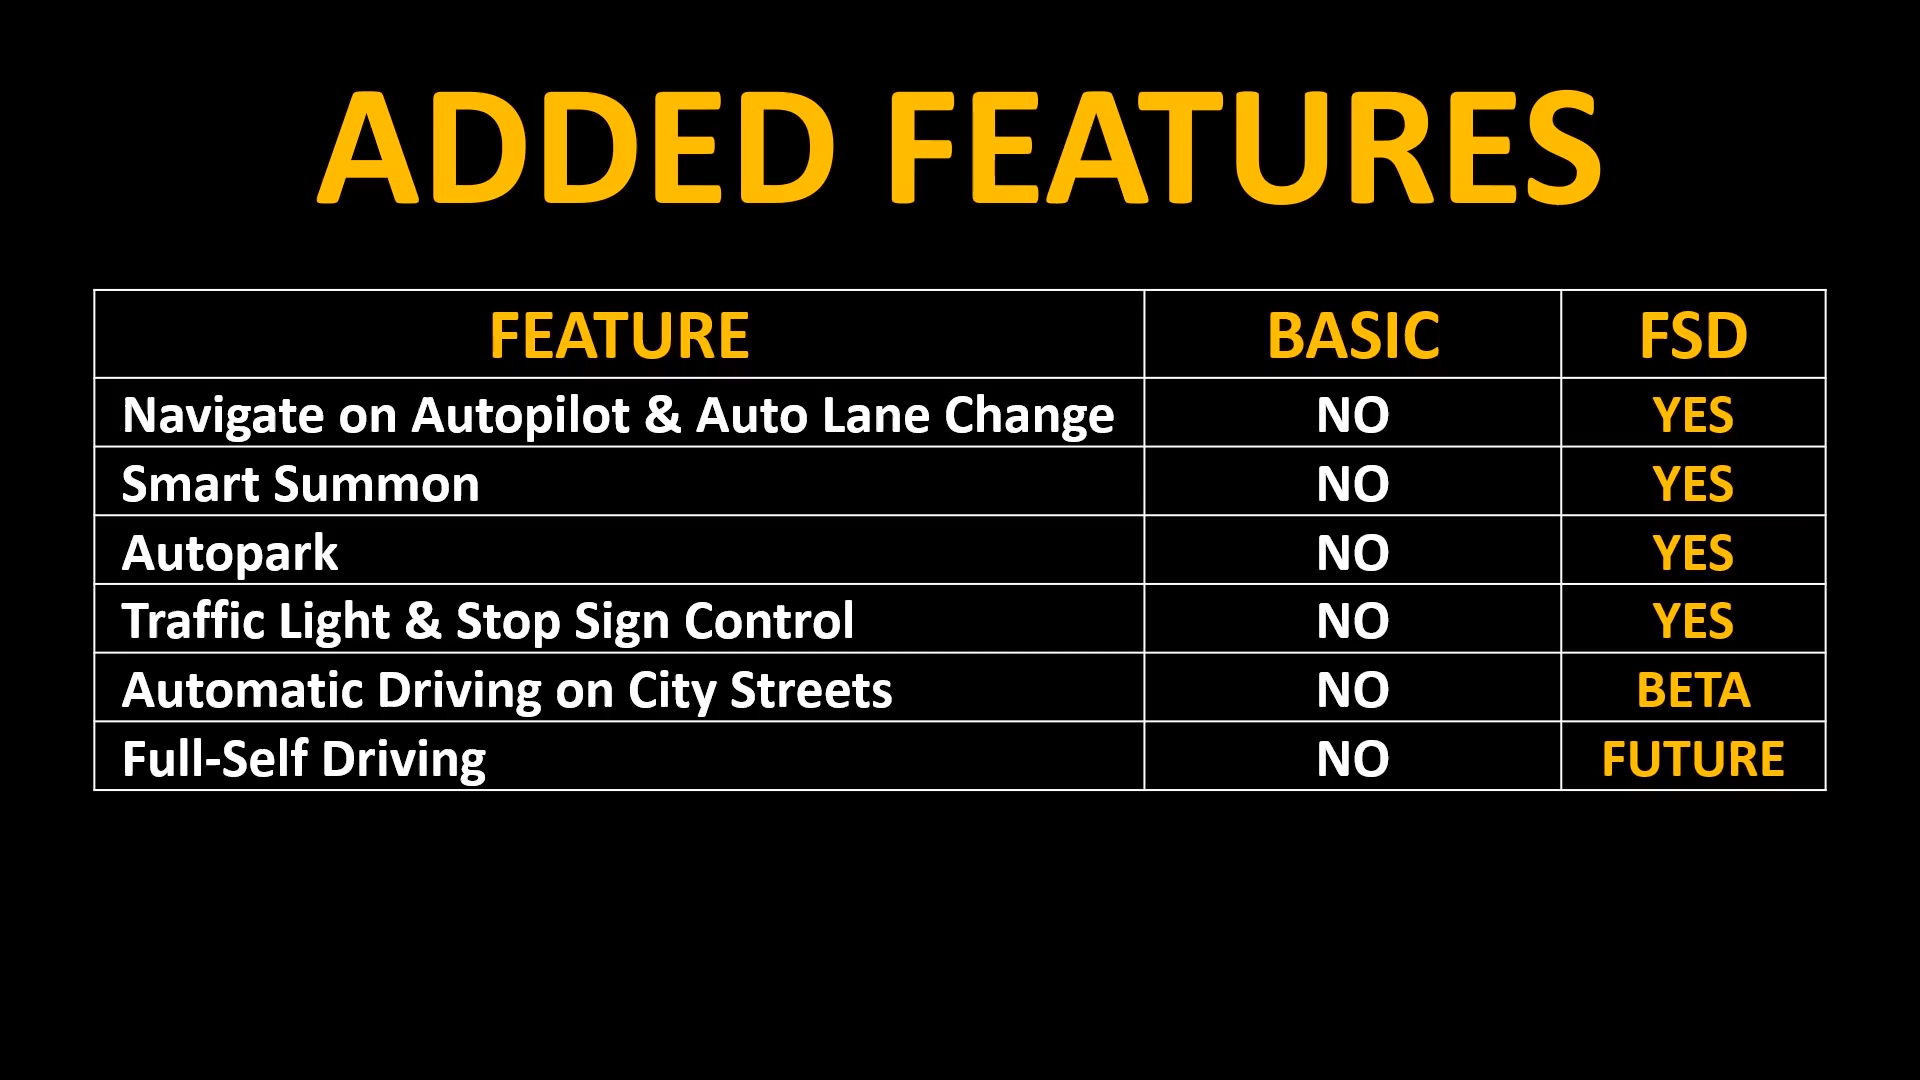 ADDED FEATURES
FEATURE BASIC FSD
Navigate on Autopilot & Auto Lane Change NO YES
Smart Summon NO YES
Autopark NO YES
Traffic Light & Stop Sign Control NO YES
Automatic Driving on City Streets NO BETA
Full-Self Driving NO FUTURE